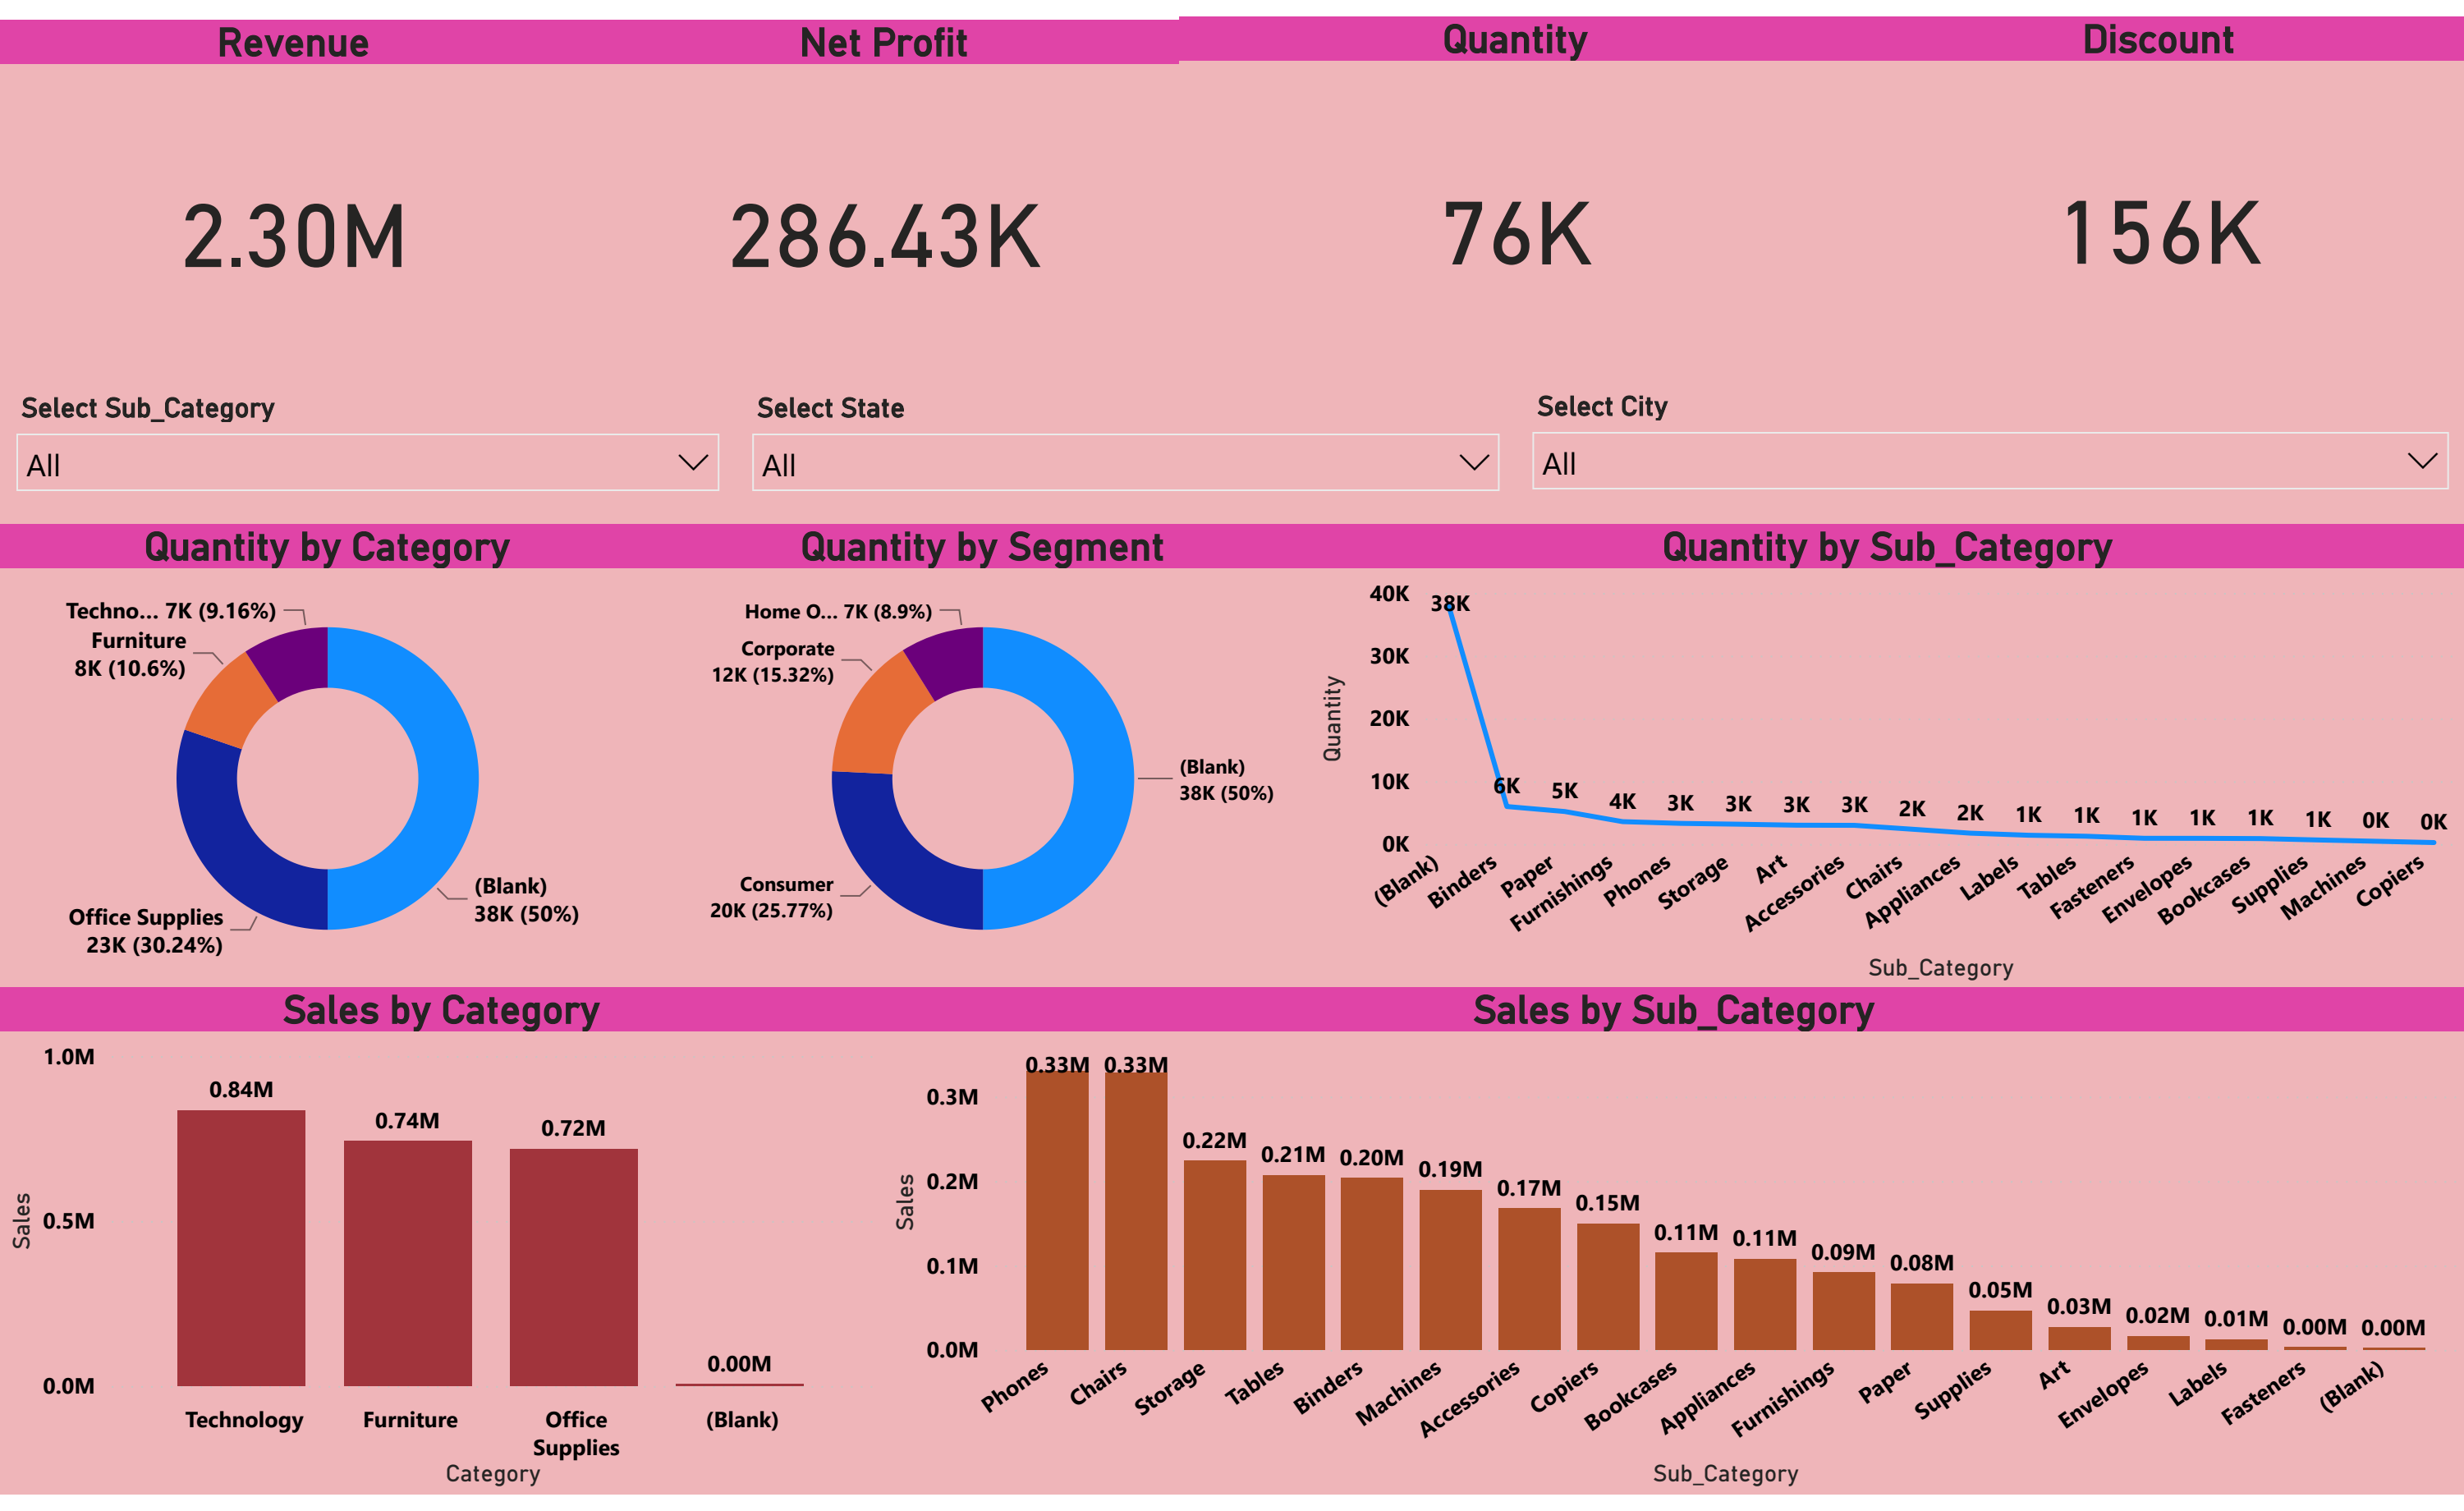 Revenue
Net Profit
Quantity
Discount
2.30M
286.43K
76K
156K
Select Sub_Category
All
Select State
All
Select City
All
Quantity by Category
Techno... 7K (9.16%)
Furniture
8K (10.6%)
Office Supplies
23K (30.24%)
(Blank)
38K (50%)
Quantity by Segment
Home O... 7K (8.9%)
Corporate
12K (15.32%)
Consumer
20K (25.77%)
(Blank)
38K (50%)
Quantity by Sub_Category
Quantity
40K
30K
20K
10K
0K
38K
6K
5K
4K
3K
3K
3K
3K
2K
2K
1K
1K
1K
1K
1K
1K
0K
0K
(Blank)
Binders
Paper
Furnishings
Phones
Storage
Art
Accessories
Chairs
Appliances
Labels
Tables
Fasteners
Envelopes
Bookcases
Supplies
Machines
Copiers
Sub_Category
Sales by Category
Sales
1.0M
0.5M
0.0M
0.84M
0.74M
0.72M
0.00M
Technology
Furniture
Office
Supplies
(Blank)
Category
Sales by Sub_Category
Sales
0.3M
0.2M
0.1M
0.0M
0.33M
0.33M
0.22M
0.21M
0.20M
0.19M
0.17M
0.15M
0.11M
0.11M
0.09M
0.08M
0.05M
0.03M
0.02M
0.01M
0.00M
0.00M
Phones
Chairs
Storage
Tables
Binders
Machines
Accessories
Copiers
Bookcases
Appliances
Furnishings
Paper
Supplies
Art
Envelopes
Labels
Fasteners
(Blank)
Sub_Category